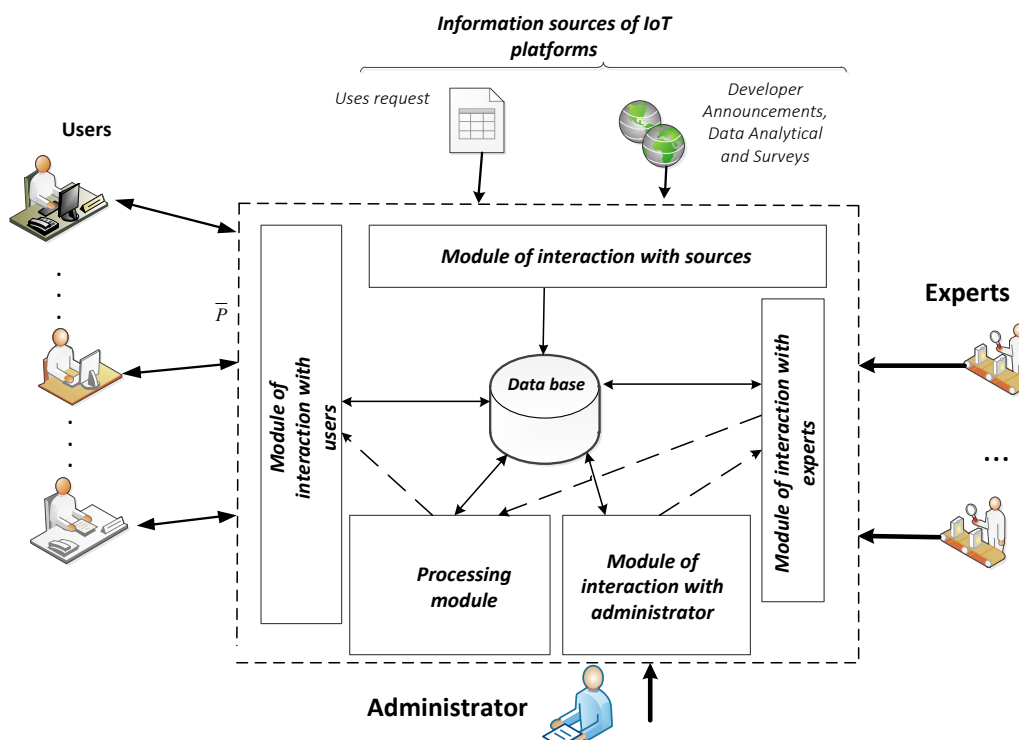 Information sources of IoT
platforms
Uses request
Developer
Announcements,
Data Analytical
and Surveys
Users
Module of interaction with sources
P̅
Experts
Data base
Module of
interaction with
users
Module of interaction with
experts
...
Processing
module
Module of
interaction with
administrator
Administrator